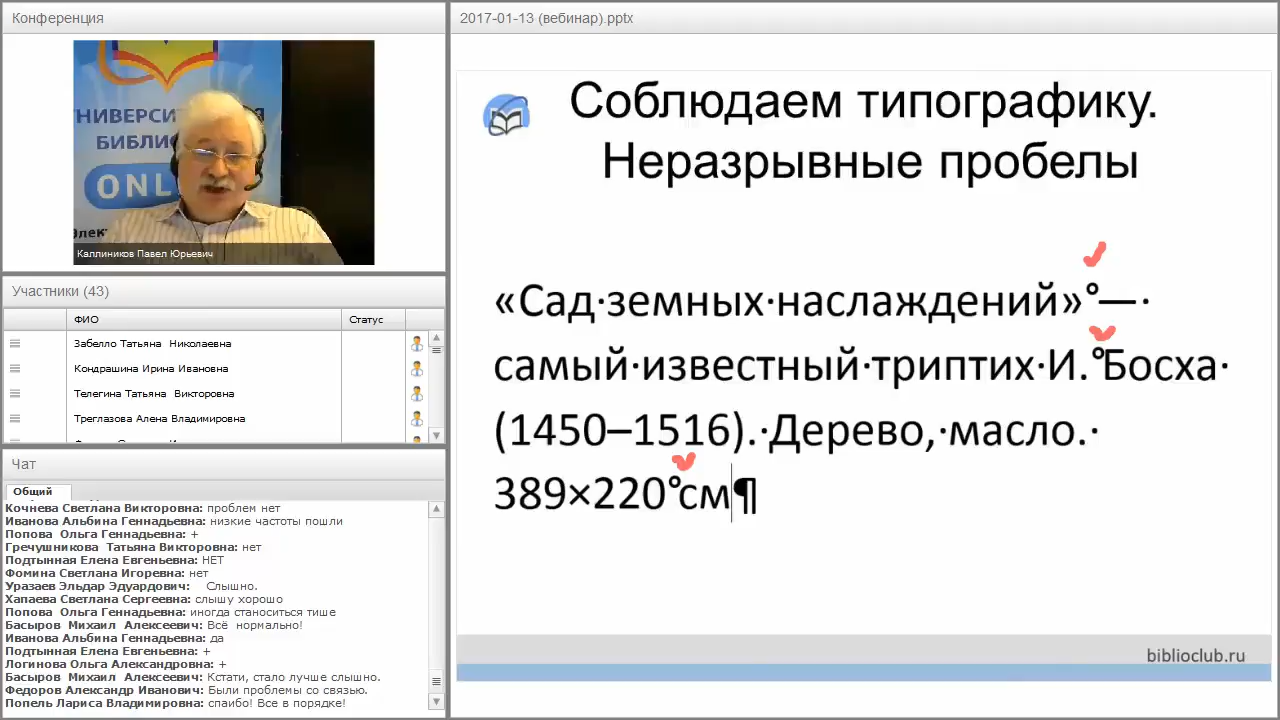 Конференция
НИВЕРСИ
БИБЛИ
ONL
Каллиников Павел Юрьевич
Участники (43)
ФИО
Статус
Забелло Татьяна Николаевна
Кондрашина Ирина Ивановна
Телегина Татьяна Викторовна
Треглазова Алена Владимировна
Чат
Общий
Кочнева Светлана Викторовна: проблем нет
Иванова Альбина Геннадьевна: низкие частоты пошли
Попова Ольга Геннадьевна: +
Гречушникова Татьяна Викторовна: нет
Подтынная Елена Евгеньевна: НЕТ
Фомина Светлана Игоревна: нет
Уразаев Эльдар Эдуардович: Слышно.
Хапаева Светлана Сергеевна: слышу хорошо
Попова Ольга Геннадьевна: иногда станоситься тише
Басыров Михаил Алексеевич: Всё нормально!
Иванова Альбина Геннадьевна: да
Подтынная Елена Евгеньевна: +
Логинова Ольга Александровна: +
Басыров Михаил Алексеевич: Кстати, стало лучше слышно.
Федоров Александр Иванович: Были проблемы со связью.
Попель Лариса Владимировна: спаибо! Все в порядке!
2017-01-13 (вебинар).pptx
Соблюдаем типографику.
Неразрывные пробелы
«Сад·земных·наслаждений»°—·
самый·известный·триптих·И.°Босха·
(1450–1516).·Дерево,·масло.·
389×220°см¶
biblioclub.ru